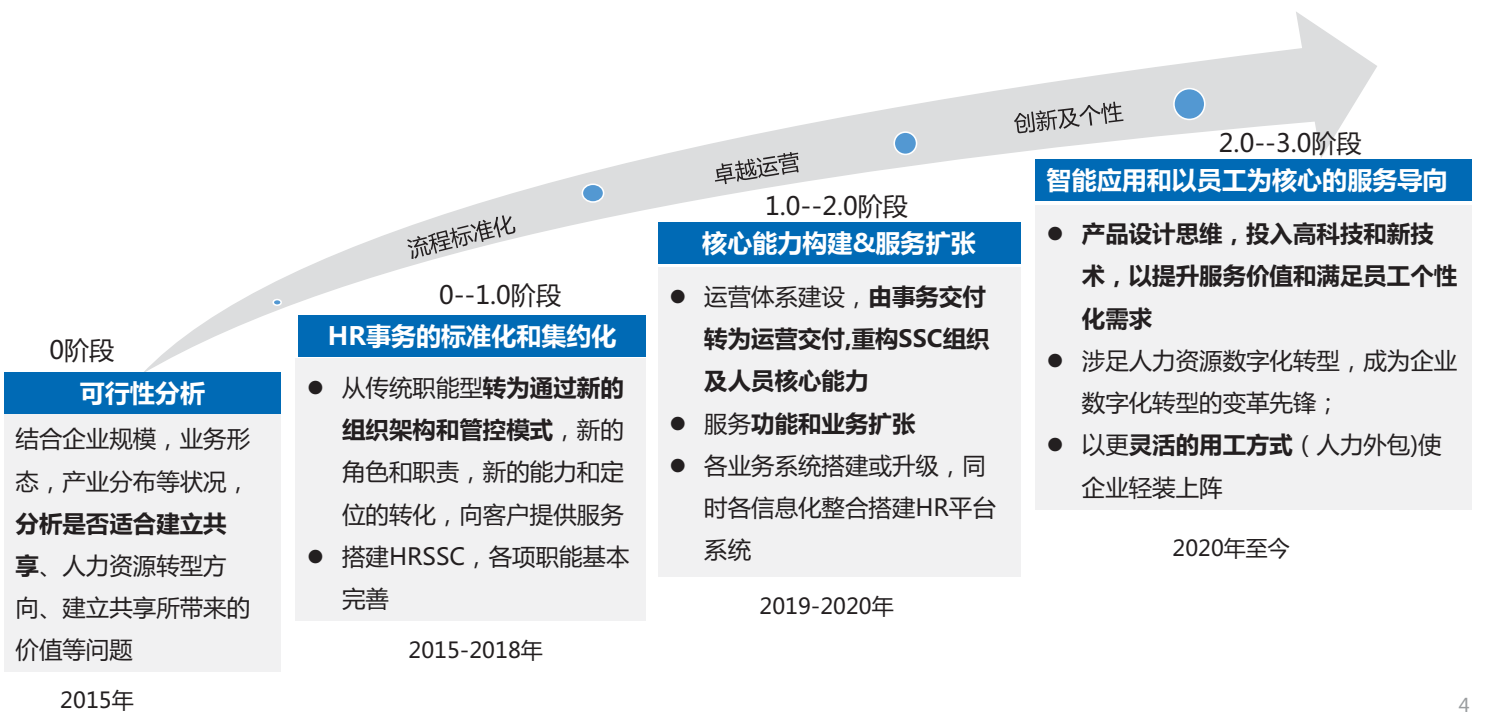 流程标准化
卓越运营
创新及个性
0阶段
可行性分析
结合企业规模，业务形
态，产业分布等状况，
分析是否适合建立共
享、人力资源转型方
向、建立共享所带来的
价值等问题
2015年
0--1.0阶段
HR事务的标准化和集约化
● 从传统职能型转为通过新的
组织架构和管控模式，新的
角色和职责，新的能力和定
位的转化，向客户提供服务
● 搭建HRSSC，各项职能基本
完善
2015-2018年
1.0--2.0阶段
核心能力构建&服务扩张
● 运营体系建设，由事务交付
转为运营交付,重构SSC组织
及人员核心能力
● 服务功能和业务扩张
● 各业务系统搭建或升级，同
时各信息化整合搭建HR平台
系统
2019-2020年
2.0--3.0阶段
智能应用和以员工为核心的服务导向
● 产品设计思维，投入高科技和新技
术，以提升服务价值和满足员工个性
化需求
● 涉足人力资源数字化转型，成为企业
数字化转型的变革先锋；
● 以更灵活的用工方式（人力外包)使
企业轻装上阵
2020年至今
4